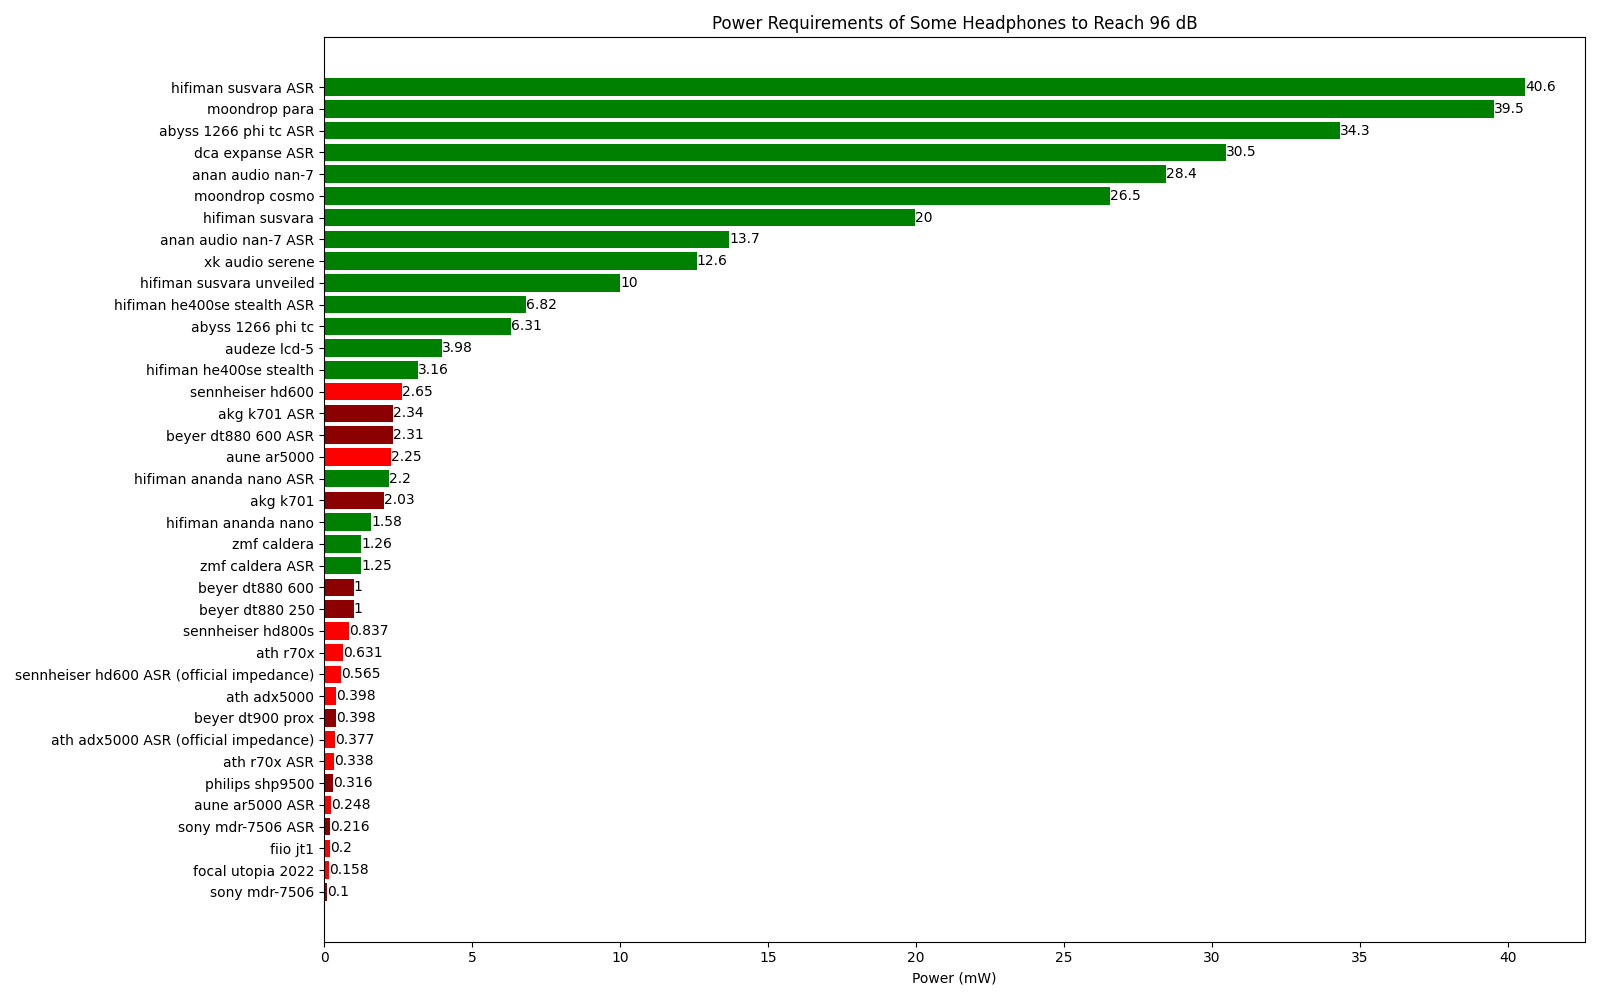 Power Requirements of Some Headphones to Reach 96 dB
hifiman susvara ASR 40.6
moondrop para 39.5
abyss 1266 phi tc ASR 34.3
dca expanse ASR 30.5
anan audio nan-7 28.4
moondrop cosmo 26.5
hifiman susvara 20
anan audio nan-7 ASR 13.7
xk audio serene 12.6
hifiman susvara unveiled 10
hifiman he400se stealth ASR 6.82
abyss 1266 phi tc 6.31
audeze lcd-5 3.98
hifiman he400se stealth 3.16
sennheiser hd600 2.65
akg k701 ASR 2.34
beyer dt880 600 ASR 2.31
aune ar5000 2.25
hifiman ananda nano ASR 2.2
akg k701 2.03
hifiman ananda nano 1.58
zmf caldera 1.26
zmf caldera ASR 1.25
beyer dt880 600 1
beyer dt880 250 1
sennheiser hd800s 0.837
ath r70x 0.631
sennheiser hd600 ASR (official impedance) 0.565
ath adx5000 0.398
beyer dt900 prox 0.398
ath adx5000 ASR (official impedance) 0.377
ath r70x ASR 0.338
philips shp9500 0.316
aune ar5000 ASR 0.248
sony mdr-7506 ASR 0.216
fiio jt1 0.2
focal utopia 2022 0.158
sony mdr-7506 0.1
0 5 10 15 20 25 30 35 40
Power (mW)